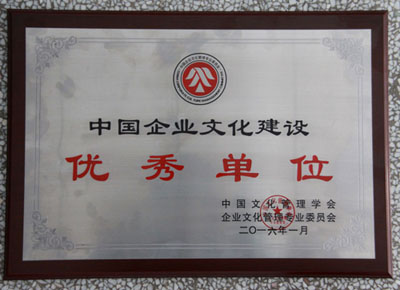 中国企业文化建设
优秀单位
中国文化管理学会
企业文化管理专业委员会
二〇一六年一月